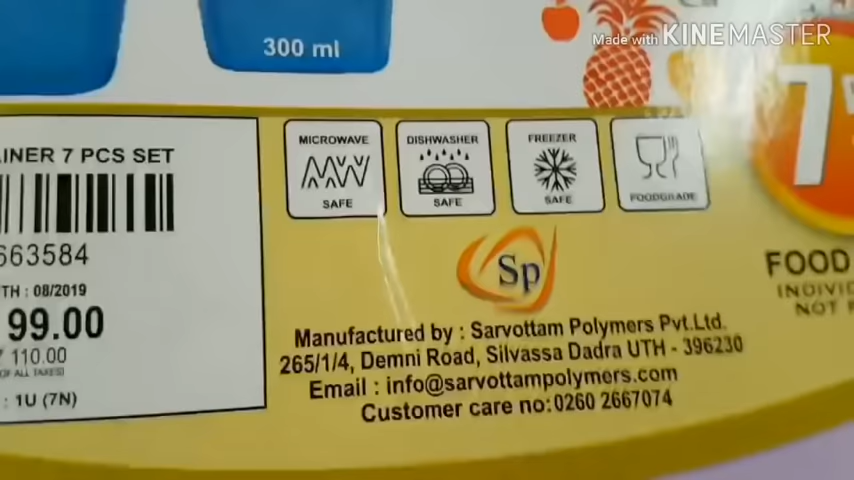 300 ml
Made with KINEMASTER
INER 7 PCS SET
663584
TH : 08/2019
99.00
110.00
OF ALL TAXES)
: 1U (7N)
MICROWAVE
SAFE
DISHWASHER
SAFE
FREEZER
SAFE
FOODGRADE
Sp
Manufactured by : Sarvottam Polymers Pvt.Ltd.
265/1/4, Demni Road, Silvassa Dadra UTH - 396230
Email : info@sarvottampolymers.com
Customer care no:0260 2667074
7
FOOD
INDIVID
NOT